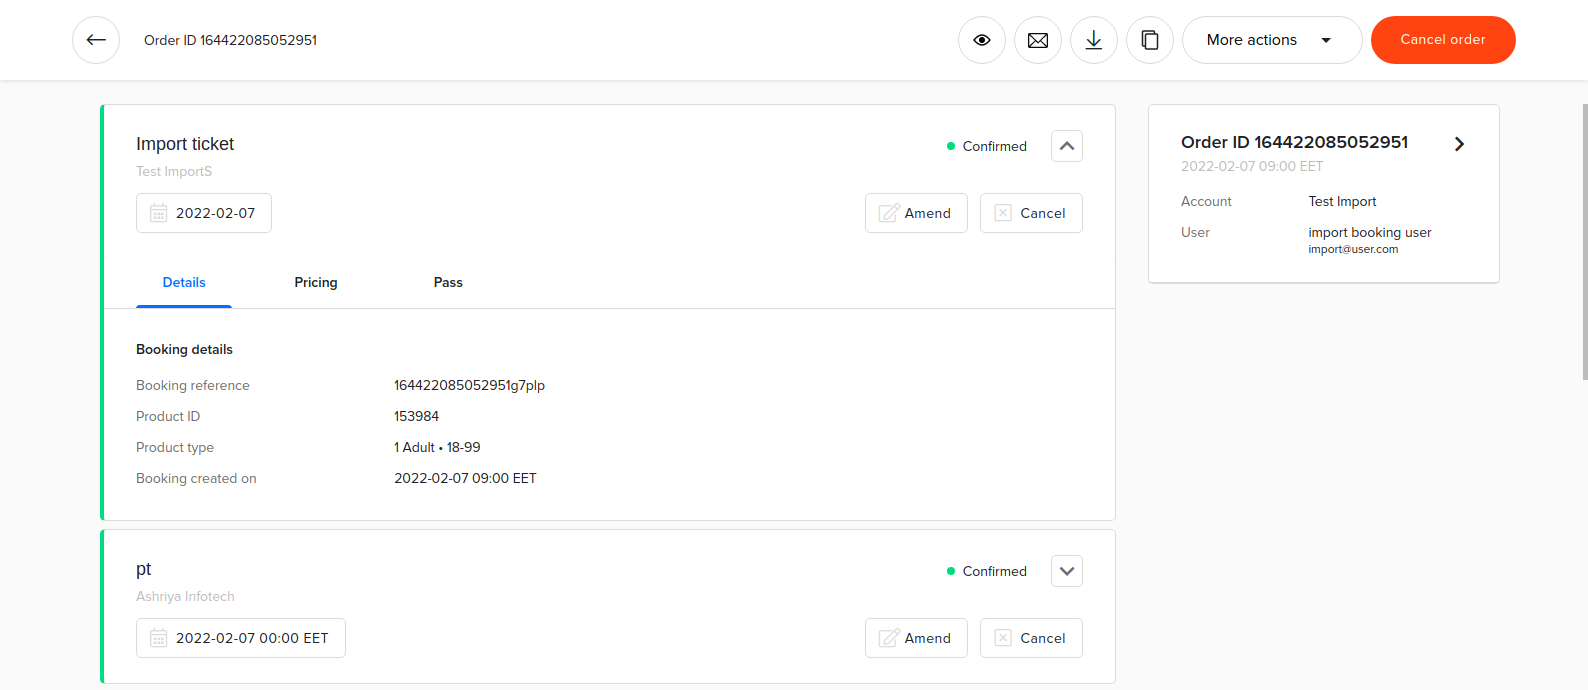 Order ID 164422085052951
More actions
Cancel order
Import ticket
Confirmed
Test ImportS
2022-02-07
Amend
Cancel
Details
Pricing
Pass
Booking details
Booking reference 164422085052951g7plp
Product ID 153984
Product type 1 Adult • 18-99
Booking created on 2022-02-07 09:00 EET
pt
Confirmed
Ashriya Infotech
2022-02-07 00:00 EET
Amend
Cancel
Order ID 164422085052951
2022-02-07 09:00 EET
Account Test Import
User import booking user
import@user.com